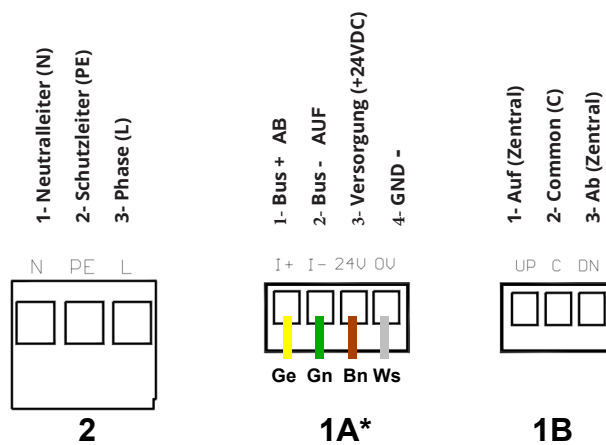 1- Neutralleiter (N)
2- Schutzleiter (PE)
3- Phase (L)
N PE L
2
1- Bus + AB
2- Bus - AUF
3- Versorgung (+24VDC)
4- GND -
I+ I- 24V 0V
Ge Gn Bn Ws
1A*
1- Auf (Zentral)
2- Common (C)
3- Ab (Zentral)
UP C DN
1B